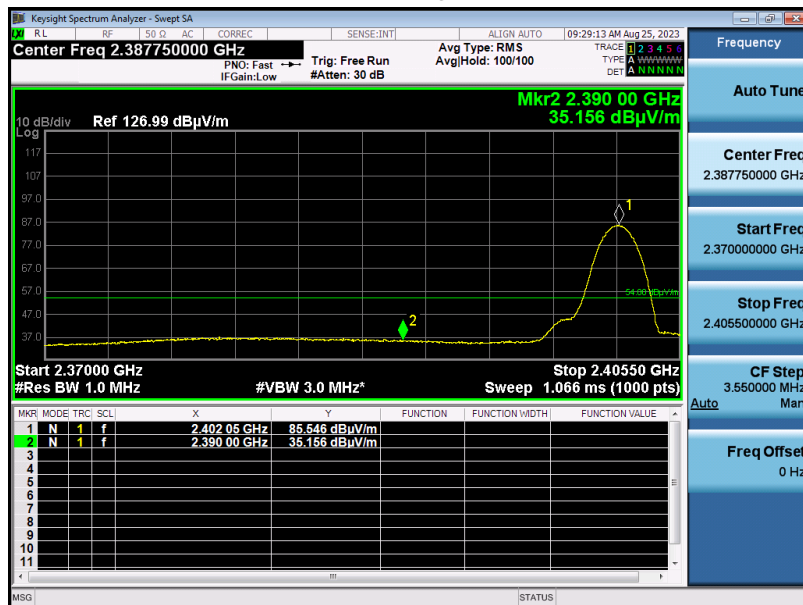 Keysight Spectrum Analyzer - Swept SA
LXI RL RF 50 Ω AC CORREC SENSE:INT ALIGN AUTO 09:29:13 AM Aug 25, 2023
Center Freq 2.387750000 GHz
PNO: Fast
IFGain:Low
Trig: Free Run
#Atten: 30 dB
Avg Type: RMS
Avg|Hold: 100/100
TRACE 1 2 3 4 5 6
TYPE A WWWWW
DET A N N N N N
Mkr2 2.390 00 GHz
35.156 dBµV/m
10 dB/div Ref 126.99 dBµV/m
Log
117
107
97.0
87.0
77.0
67.0
57.0
47.0
37.0
1
2
54.00 dBµV/m
Start 2.37000 GHz Stop 2.40550 GHz
#Res BW 1.0 MHz #VBW 3.0 MHz* Sweep 1.066 ms (1000 pts)
MKR MODE TRC SCL X Y FUNCTION FUNCTION WIDTH FUNCTION VALUE
1 N 1 f 2.402 05 GHz 85.546 dBµV/m
2 N 1 f 2.390 00 GHz 35.156 dBµV/m
3
4
5
6
7
8
9
10
11
MSG STATUS
Frequency
Auto Tune
Center Freq
2.387750000 GHz
Start Freq
2.370000000 GHz
Stop Freq
2.405500000 GHz
CF Step
3.550000 MHz
Auto Man
Freq Offset
0 Hz